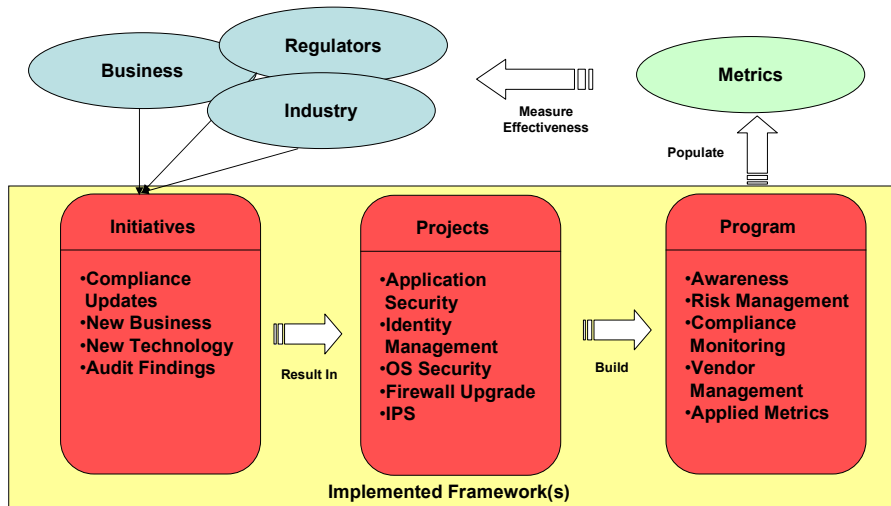 Regulators
Business
Industry
Metrics
Measure
Effectiveness
Populate
Initiatives
•Compliance
Updates
•New Business
•New Technology
•Audit Findings
Result In
Projects
•Application
Security
•Identity
Management
•OS Security
•Firewall Upgrade
•IPS
Build
Program
•Awareness
•Risk Management
•Compliance
Monitoring
•Vendor
Management
•Applied Metrics
Implemented Framework(s)